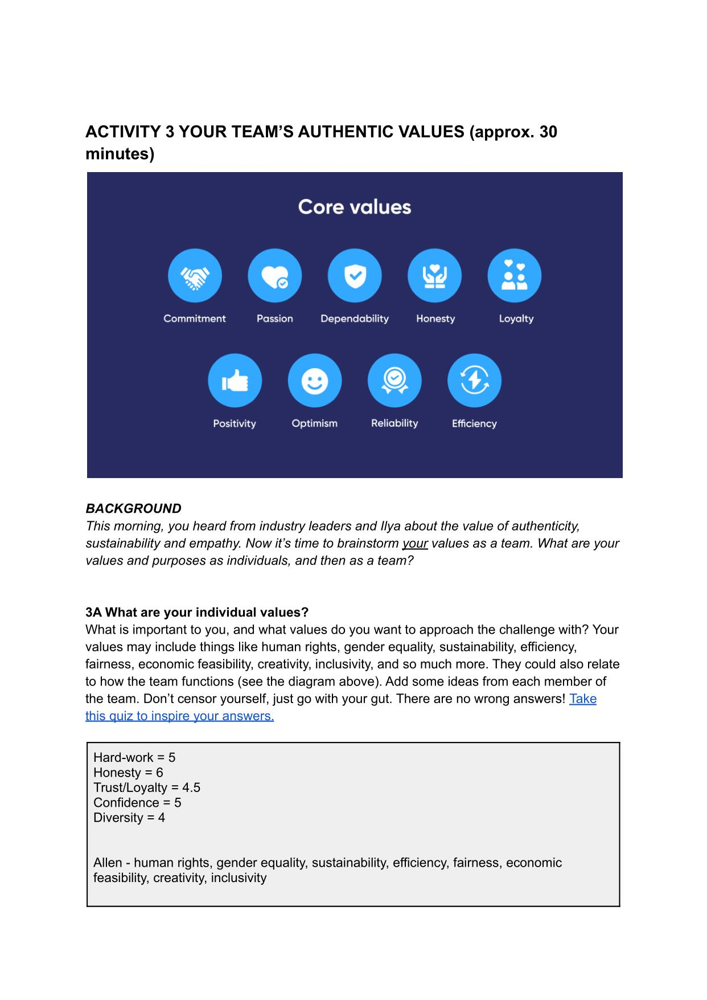 ACTIVITY 3 YOUR TEAM’S AUTHENTIC VALUES (approx. 30
minutes)
Core values
Commitment Passion Dependability Honesty Loyalty
Positivity Optimism Reliability Efficiency
BACKGROUND
This morning, you heard from industry leaders and Ilya about the value of authenticity,
sustainability and empathy. Now it’s time to brainstorm your values as a team. What are your
values and purposes as individuals, and then as a team?
3A What are your individual values?
What is important to you, and what values do you want to approach the challenge with? Your
values may include things like human rights, gender equality, sustainability, efficiency,
fairness, economic feasibility, creativity, inclusivity, and so much more. They could also relate
to how the team functions (see the diagram above). Add some ideas from each member of
the team. Don’t censor yourself, just go with your gut. There are no wrong answers! Take
this quiz to inspire your answers.
Hard-work = 5
Honesty = 6
Trust/Loyalty = 4.5
Confidence = 5
Diversity = 4
Allen - human rights, gender equality, sustainability, efficiency, fairness, economic
feasibility, creativity, inclusivity